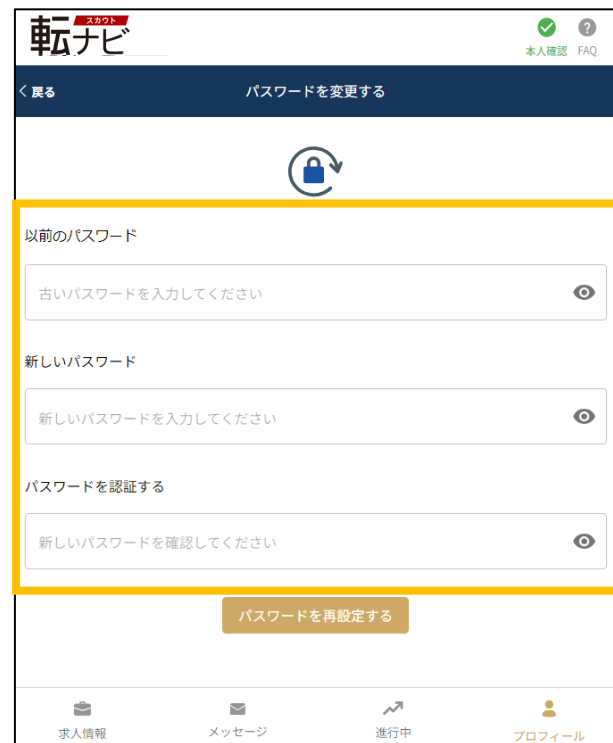 スカウト
転ナビ
本人確認 FAQ
戻る パスワードを変更する
以前のパスワード
古いパスワードを入力してください
新しいパスワード
新しいパスワードを入力してください
パスワードを認証する
新しいパスワードを確認してください
パスワードを再設定する
求人情報 メッセージ 進行中 プロフィール